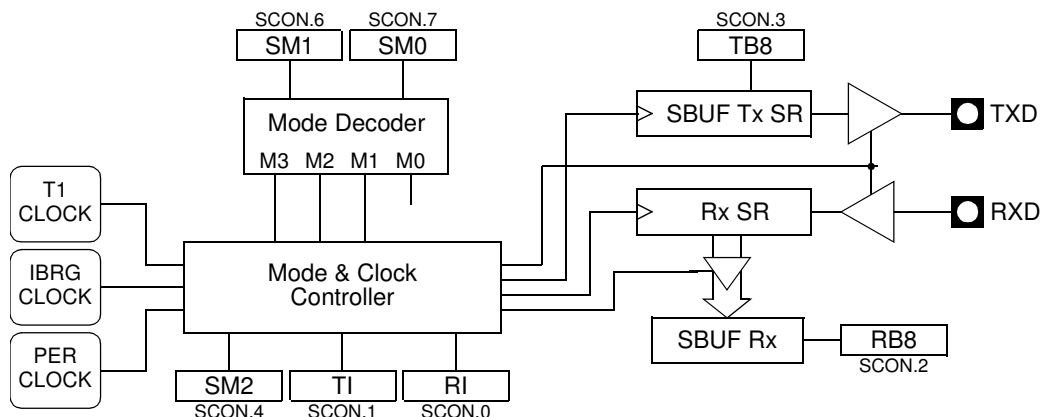 SCON.6
SM1
SCON.7
SM0
SCON.3
TB8
Mode Decoder
M3 M2 M1 M0
SBUF Tx SR
TXD
T1
CLOCK
Rx SR
RXD
IBRG
CLOCK
Mode & Clock
Controller
PER
CLOCK
SBUF Rx
RB8
SCON.2
SM2
SCON.4
TI
SCON.1
RI
SCON.0